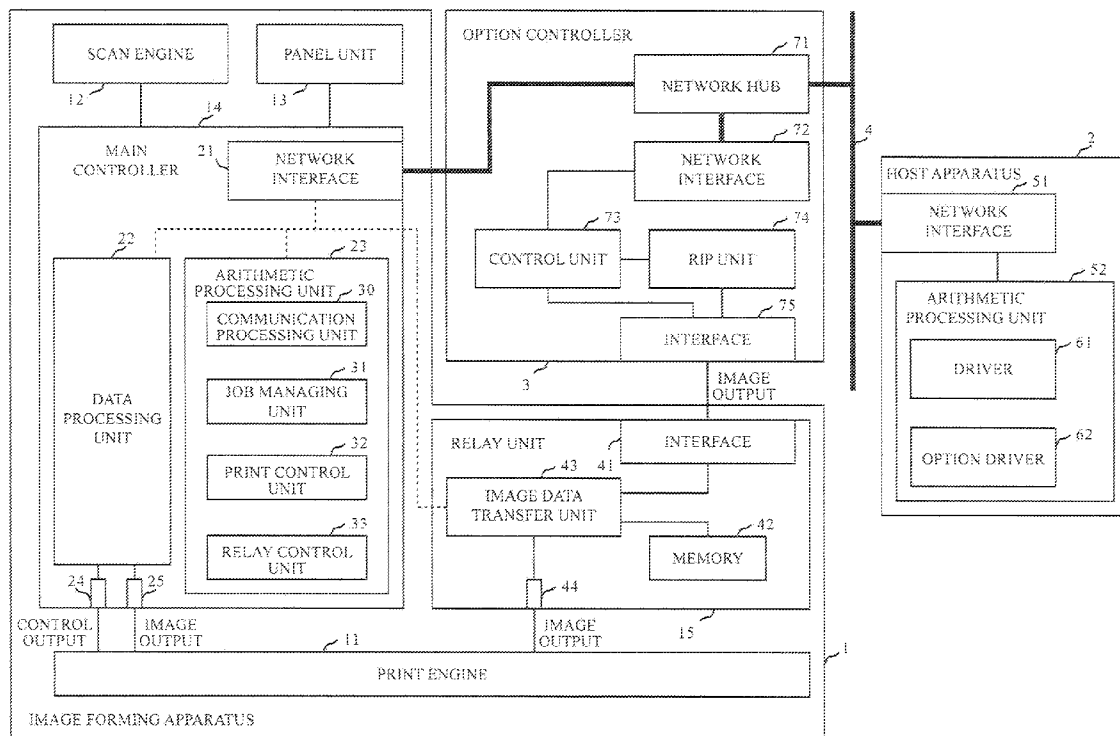 SCAN ENGINE
12
PANEL UNIT
13
14
MAIN
CONTROLLER
21
NETWORK
INTERFACE
22
DATA
PROCESSING
UNIT
23
ARITHMETIC
PROCESSING UNIT
30
COMMUNICATION
PROCESSING UNIT
31
JOB MANAGING
UNIT
32
PRINT CONTROL
UNIT
33
RELAY CONTROL
UNIT
24
25
CONTROL
OUTPUT
IMAGE
OUTPUT
OPTION CONTROLLER
71
NETWORK HUB
72
NETWORK
INTERFACE
73
CONTROL UNIT
74
RIP UNIT
75
INTERFACE
3
IMAGE
OUTPUT
4
2
HOST APPARATUS
51
NETWORK
INTERFACE
52
ARITHMETIC
PROCESSING UNIT
61
DRIVER
62
OPTION DRIVER
RELAY UNIT
41
INTERFACE
43
IMAGE DATA
TRANSFER UNIT
42
MEMORY
44
15
IMAGE
OUTPUT
11
PRINT ENGINE
1
IMAGE FORMING APPARATUS